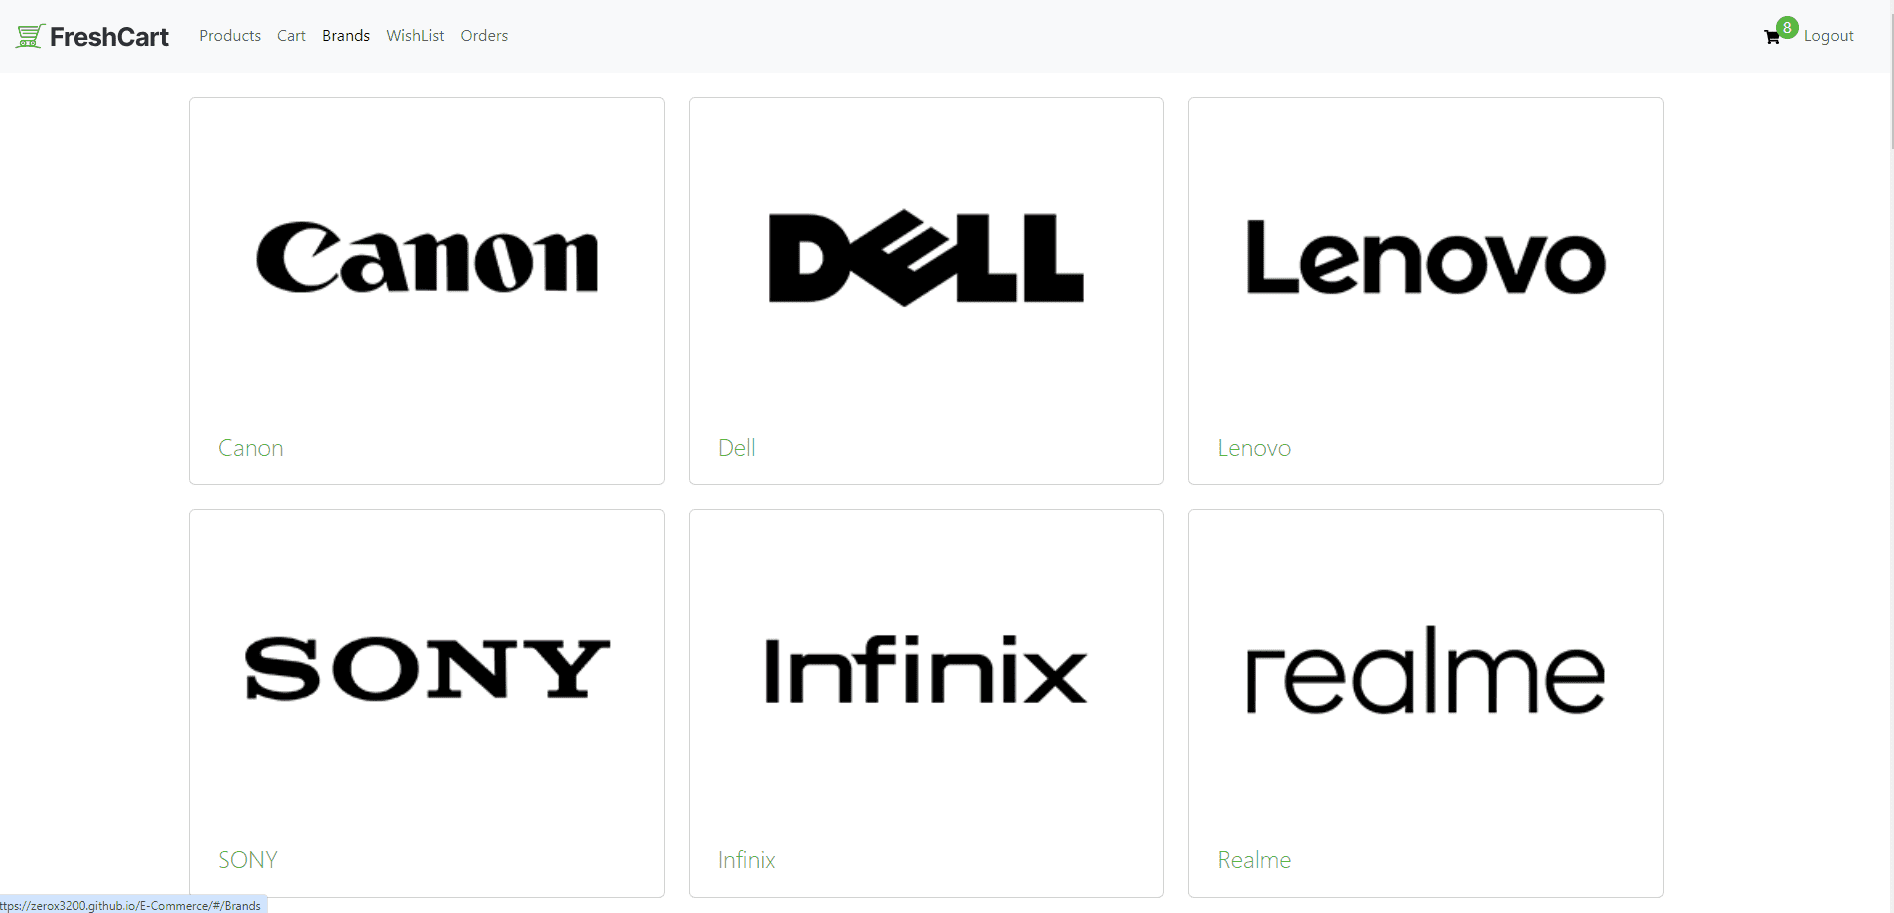 FreshCart Products Cart Brands WishList Orders 8 Logout
Canon DELL Lenovo
Canon Dell Lenovo
SONY Infinix realme
SONY Infinix Realme
ttps://zerox3200.github.io/E-Commerce/#/Brands